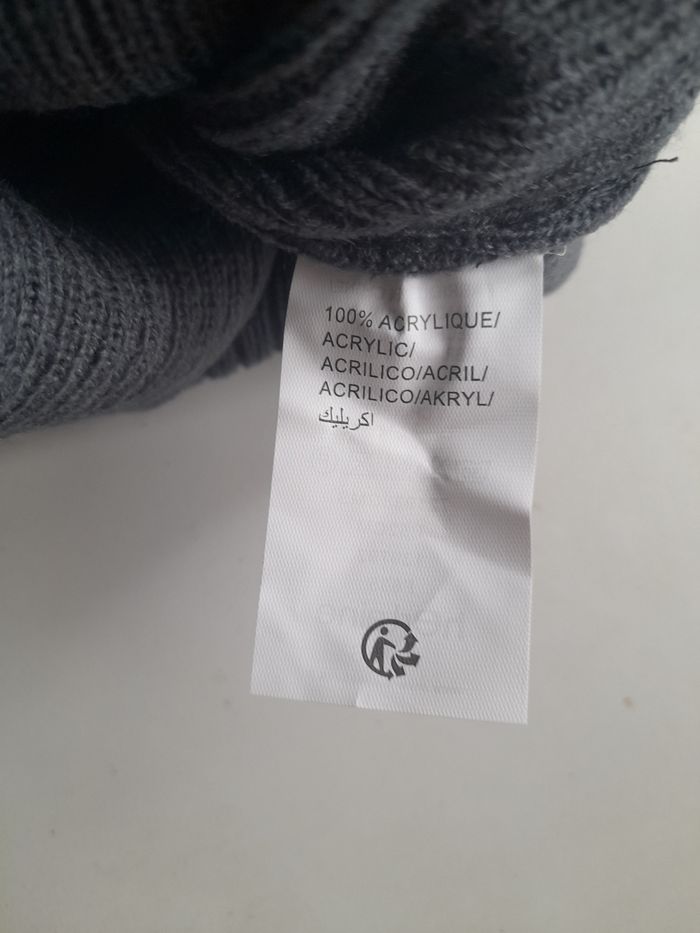 100% ACRYLIQUE/
ACRYLIC/
ACRILICO/ACRIL/
ACRILICO/AKRYL/
اكريليك